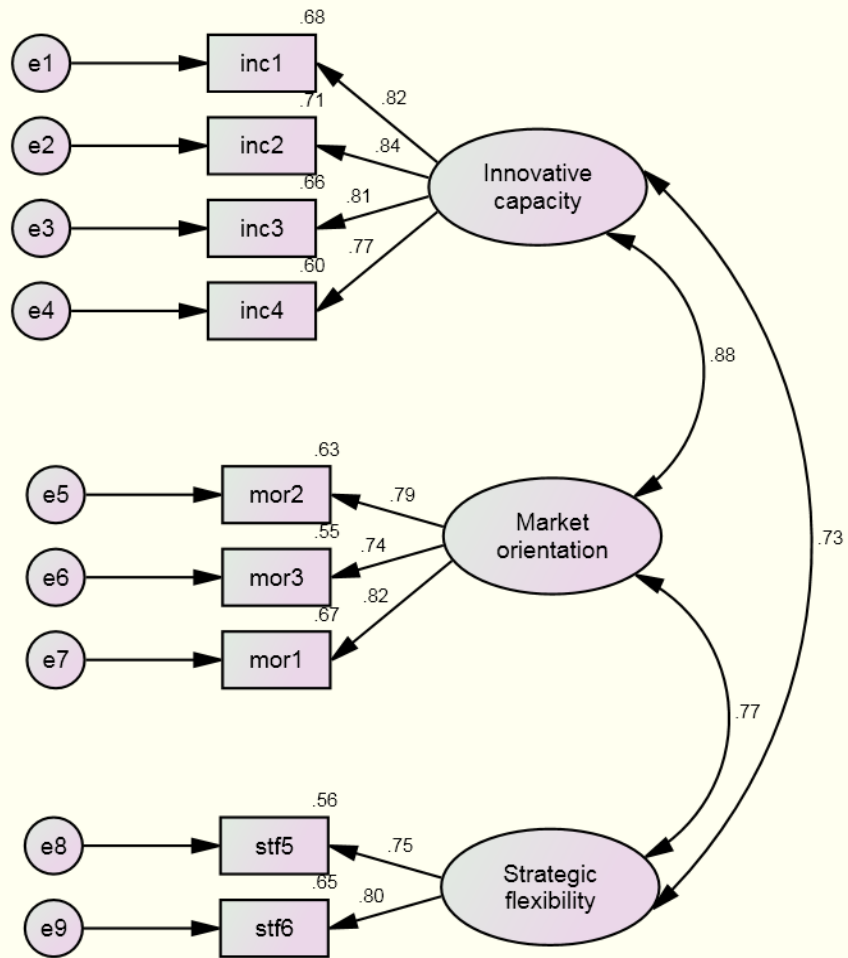 .68
e1
inc1
.82
.71
e2
inc2
.84
Innovative
capacity
.66
e3
inc3
.81
.77
.60
e4
inc4
.88
.63
e5
mor2
.79
Market
orientation
.55
e6
mor3
.74
.73
.82
.67
e7
mor1
.77
.56
e8
stf5
.75
Strategic
flexibility
.65
e9
stf6
.80